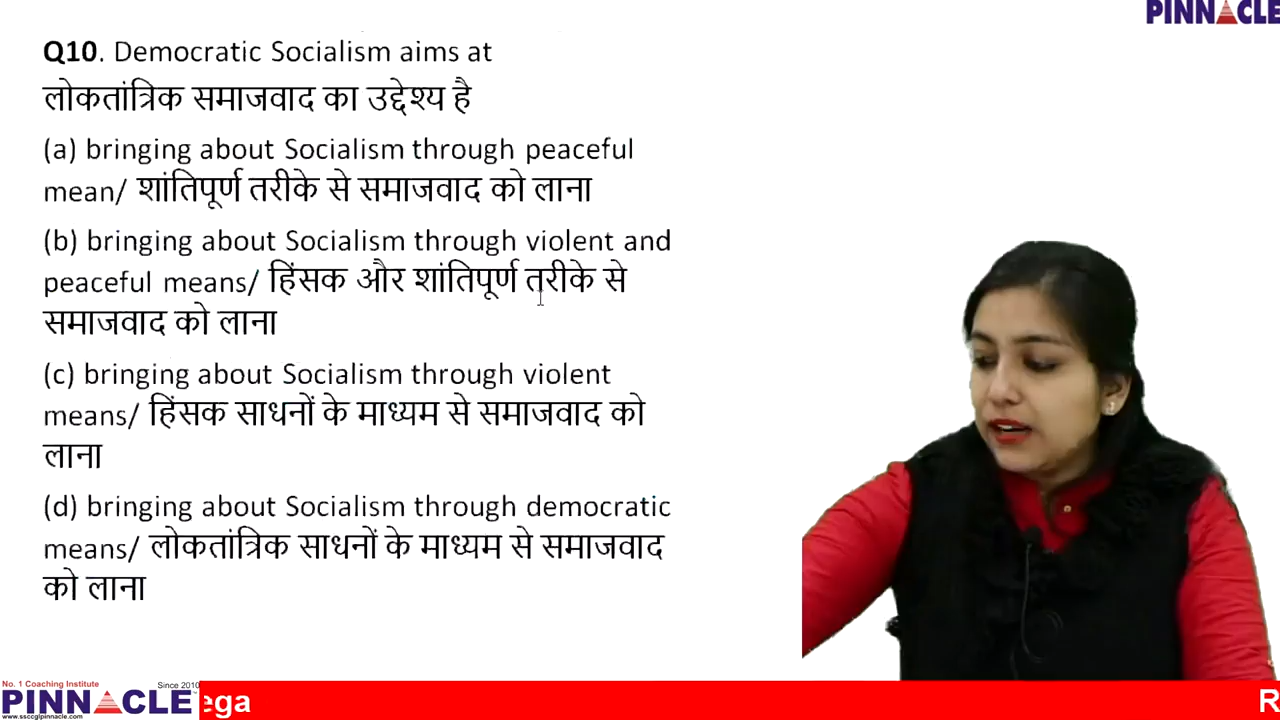 PINNACLE
Q10. Democratic Socialism aims at
लोकतांत्रिक समाजवाद का उद्देश्य है
(a) bringing about Socialism through peaceful
mean/ शांतिपूर्ण तरीके से समाजवाद को लाना
(b) bringing about Socialism through violent and
peaceful means/ हिंसक और शांतिपूर्ण तरीके से
समाजवाद को लाना
(c) bringing about Socialism through violent
means/ हिंसक साधनों के माध्यम से समाजवाद को
लाना
(d) bringing about Socialism through democratic
means/ लोकतांत्रिक साधनों के माध्यम से समाजवाद
को लाना
No. 1 Coaching Institute Since 2010
PINNACLE
www.ssccglpinnacle.com
ega R